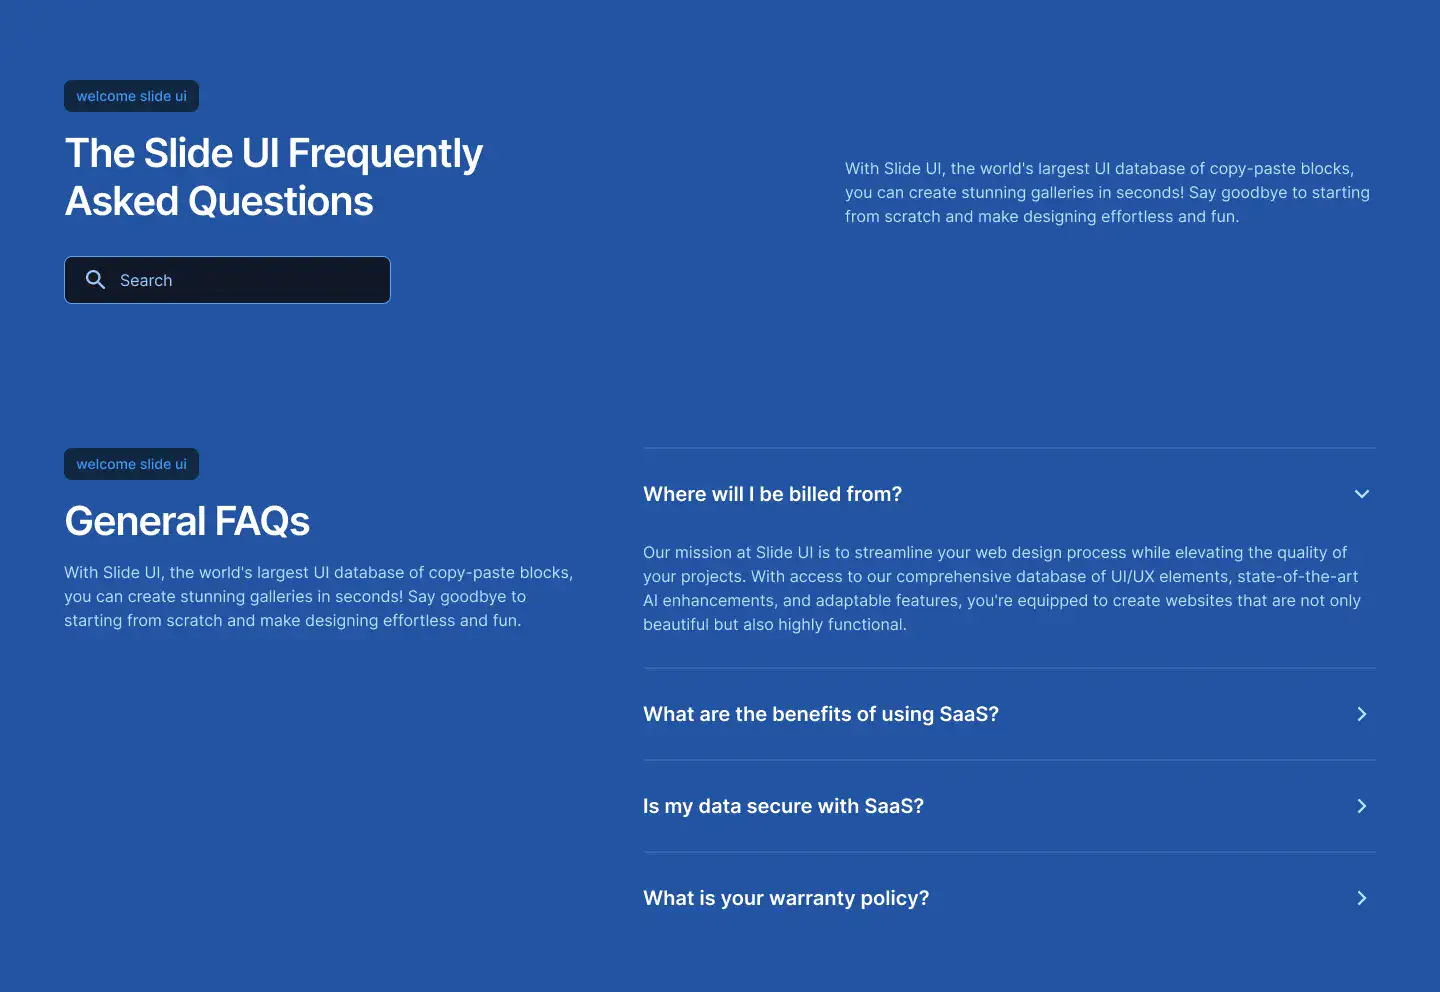 welcome slide ui
The Slide UI Frequently
Asked Questions
Search
With Slide UI, the world's largest UI database of copy-paste blocks,
you can create stunning galleries in seconds! Say goodbye to starting
from scratch and make designing effortless and fun.
welcome slide ui
General FAQs
With Slide UI, the world's largest UI database of copy-paste blocks,
you can create stunning galleries in seconds! Say goodbye to
starting from scratch and make designing effortless and fun.
Where will I be billed from?
Our mission at Slide UI is to streamline your web design process while elevating the quality of
your projects. With access to our comprehensive database of UI/UX elements, state-of-the-art
AI enhancements, and adaptable features, you're equipped to create websites that are not only
beautiful but also highly functional.
What are the benefits of using SaaS?
Is my data secure with SaaS?
What is your warranty policy?